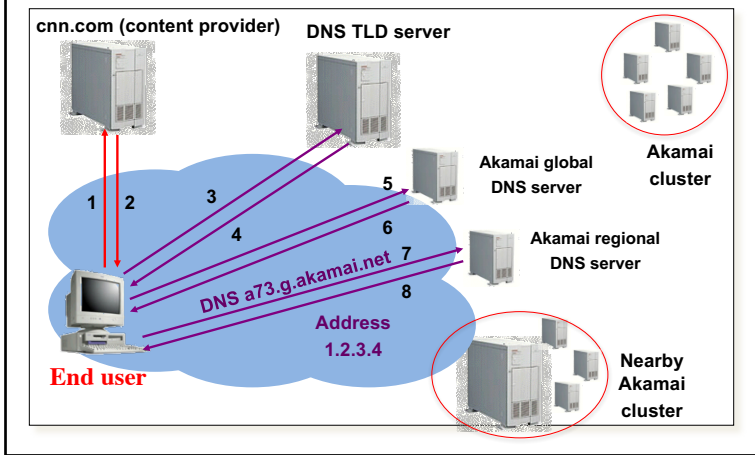 cnn.com (content provider)
DNS TLD server
Akamai
cluster
Akamai global
DNS server
1
2
3
4
5
6
Akamai regional
DNS server
7
8
DNS a73.g.akamai.net
Address
1.2.3.4
End user
Nearby
Akamai
cluster